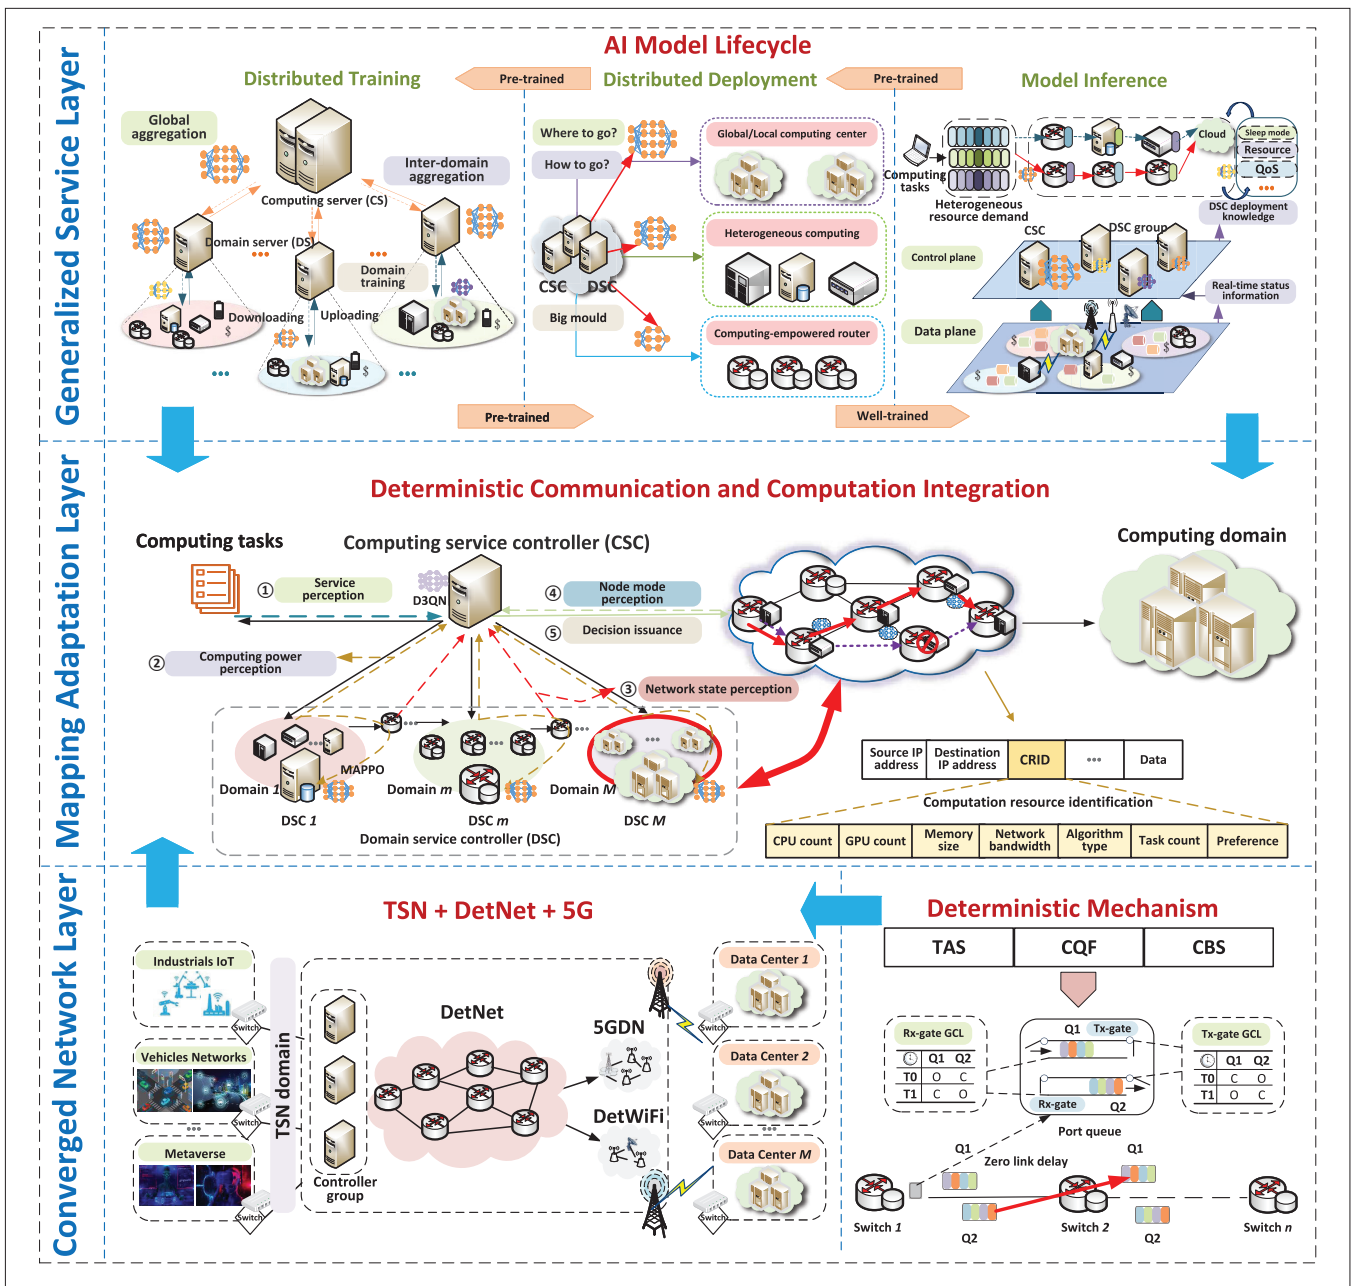 Generalized Service Layer
AI Model Lifecycle
Distributed Training
Pre-trained
Distributed Deployment
Pre-trained
Model Inference
Global
aggregation
Inter-domain
aggregation
Computing server (CS)
Domain server (DS)
Domain
training
Downloading
Uploading
$
$
$
Pre-trained
Where to go?
How to go?
CSC
DSC
Big mould
Global/Local computing center
Heterogeneous computing
Computing-empowered router
Well-trained
Computing
tasks
Heterogeneous
resource demand
Cloud
Sleep mode
Resource
QoS
DSC deployment
knowledge
CSC
DSC group
Control plane
Real-time status
information
Data plane
$
$
$
$
Mapping Adaptation Layer
Deterministic Communication and Computation Integration
Computing tasks
Computing service controller (CSC)
Computing domain
① Service
perception
D3QN
④ Node mode
perception
⑤ Decision issuance
② Computing power
perception
③ Network state perception
MAPPO
Domain 1
Domain m
Domain M
DSC 1
DSC m
DSC M
Domain service controller (DSC)
Source IP
address
Destination
IP address
CRID
...
Data
Computation resource identification
CPU count
GPU count
Memory
size
Network
bandwidth
Algorithm
type
Task count
Preference
Converged Network Layer
TSN + DetNet + 5G
Industrials IoT
Switch
Vehicles Networks
Switch
Metaverse
Switch
TSN domain
Controller
group
DetNet
5GDN
DetWiFi
Data Center 1
Switch
Data Center 2
Switch
Data Center M
Switch
Deterministic Mechanism
TAS
CQF
CBS
Rx-gate GCL
Q1 Q2
T0 O C
T1 C O
Q1 Tx-gate
Rx-gate Q2
Port queue
Tx-gate GCL
Q1 Q2
T0 C O
T1 O C
Q1
Zero link delay
Q1
Switch 1
Q2
Switch 2
Q2
Switch n